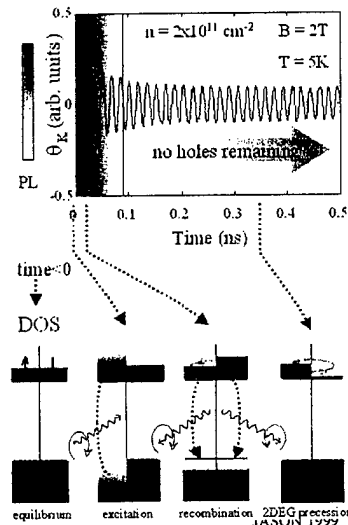 0.5
n = 2x10¹¹ cm⁻² B = 2T
T = 5K
θK (arb. units)
0
no holes remaining
PL
-0.5
0 0.1 0.2 0.3 0.4 0.5
Time (ns)
time<0
DOS
equilibrium excitation recombination 2DEG precession
JASON 1999